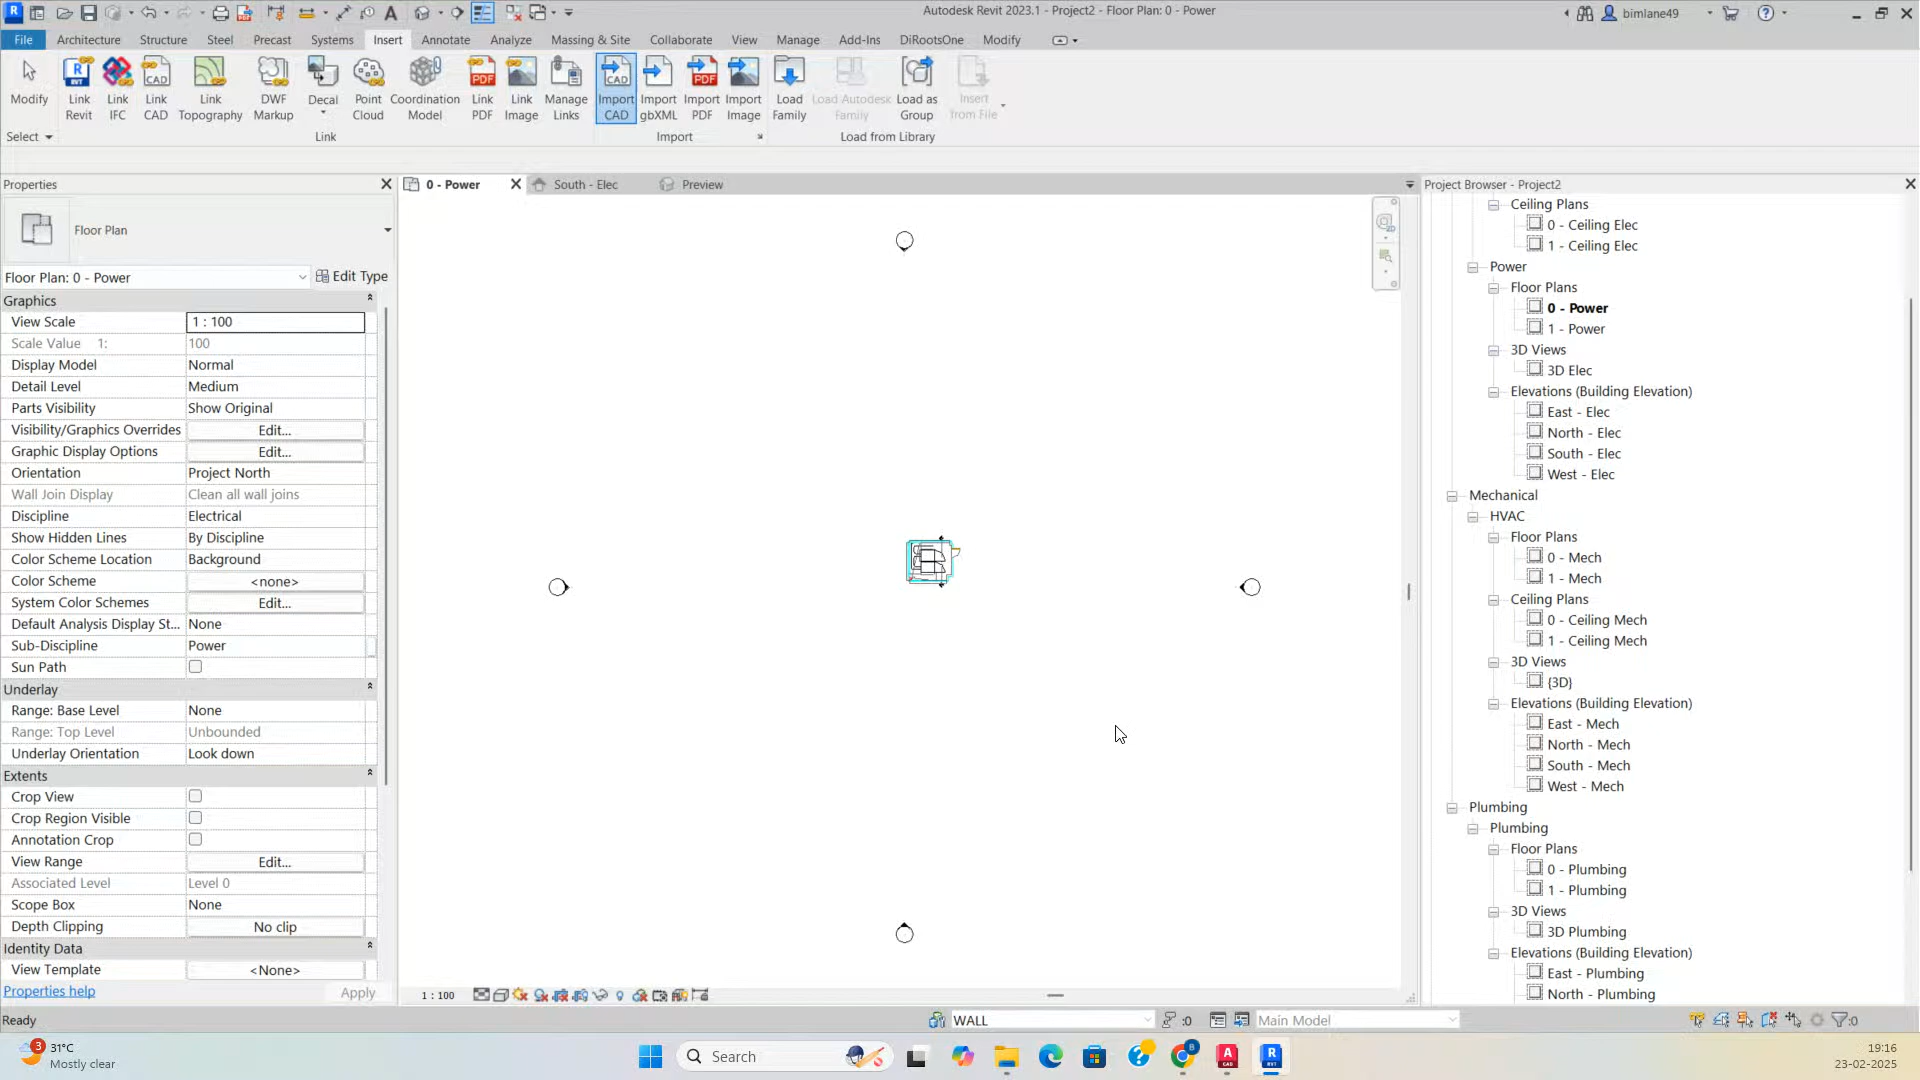 Autodesk Revit 2023.1 - Project2 - Floor Plan: 0 - Power
bimlane49
File
Architecture
Structure
Steel
Precast
Systems
Insert
Annotate
Analyze
Massing & Site
Collaborate
View
Manage
Add-Ins
DiRootsOne
Modify
Modify
Link
Revit
Link
IFC
Link
CAD
Link
Topography
DWF
Markup
Decal
Point
Cloud
Coordination
Model
Link
PDF
Link
Image
Manage
Links
Import
CAD
Import
gbXML
Import
PDF
Import
Image
Load
Family
Load Autodesk
Family
Load as
Group
Insert
from File
Select
Link
Import
Load from Library
Properties
Floor Plan
Floor Plan: 0 - Power
Edit Type
Graphics
View Scale
1 : 100
Scale Value    1:
100
Display Model
Normal
Detail Level
Medium
Parts Visibility
Show Original
Visibility/Graphics Overrides
Edit...
Graphic Display Options
Edit...
Orientation
Project North
Wall Join Display
Clean all wall joins
Discipline
Electrical
Show Hidden Lines
By Discipline
Color Scheme Location
Background
Color Scheme
<none>
System Color Schemes
Edit...
Default Analysis Display St...
None
Sub-Discipline
Power
Sun Path
Underlay
Range: Base Level
None
Range: Top Level
Unbounded
Underlay Orientation
Look down
Extents
Crop View
Crop Region Visible
Annotation Crop
View Range
Edit...
Associated Level
Level 0
Scope Box
None
Depth Clipping
No clip
Identity Data
View Template
<None>
Properties help
Apply
0 - Power
South - Elec
Preview
1 : 100
Project Browser - Project2
Ceiling Plans
0 - Ceiling Elec
1 - Ceiling Elec
Power
Floor Plans
0 - Power
1 - Power
3D Views
3D Elec
Elevations (Building Elevation)
East - Elec
North - Elec
South - Elec
West - Elec
Mechanical
HVAC
Floor Plans
0 - Mech
1 - Mech
Ceiling Plans
0 - Ceiling Mech
1 - Ceiling Mech
3D Views
{3D}
Elevations (Building Elevation)
East - Mech
North - Mech
South - Mech
West - Mech
Plumbing
Plumbing
Floor Plans
0 - Plumbing
1 - Plumbing
3D Views
3D Plumbing
Elevations (Building Elevation)
East - Plumbing
North - Plumbing
Ready
WALL
:0
Main Model
:0
3
31°C
Mostly clear
Search
19:16
23-02-2025